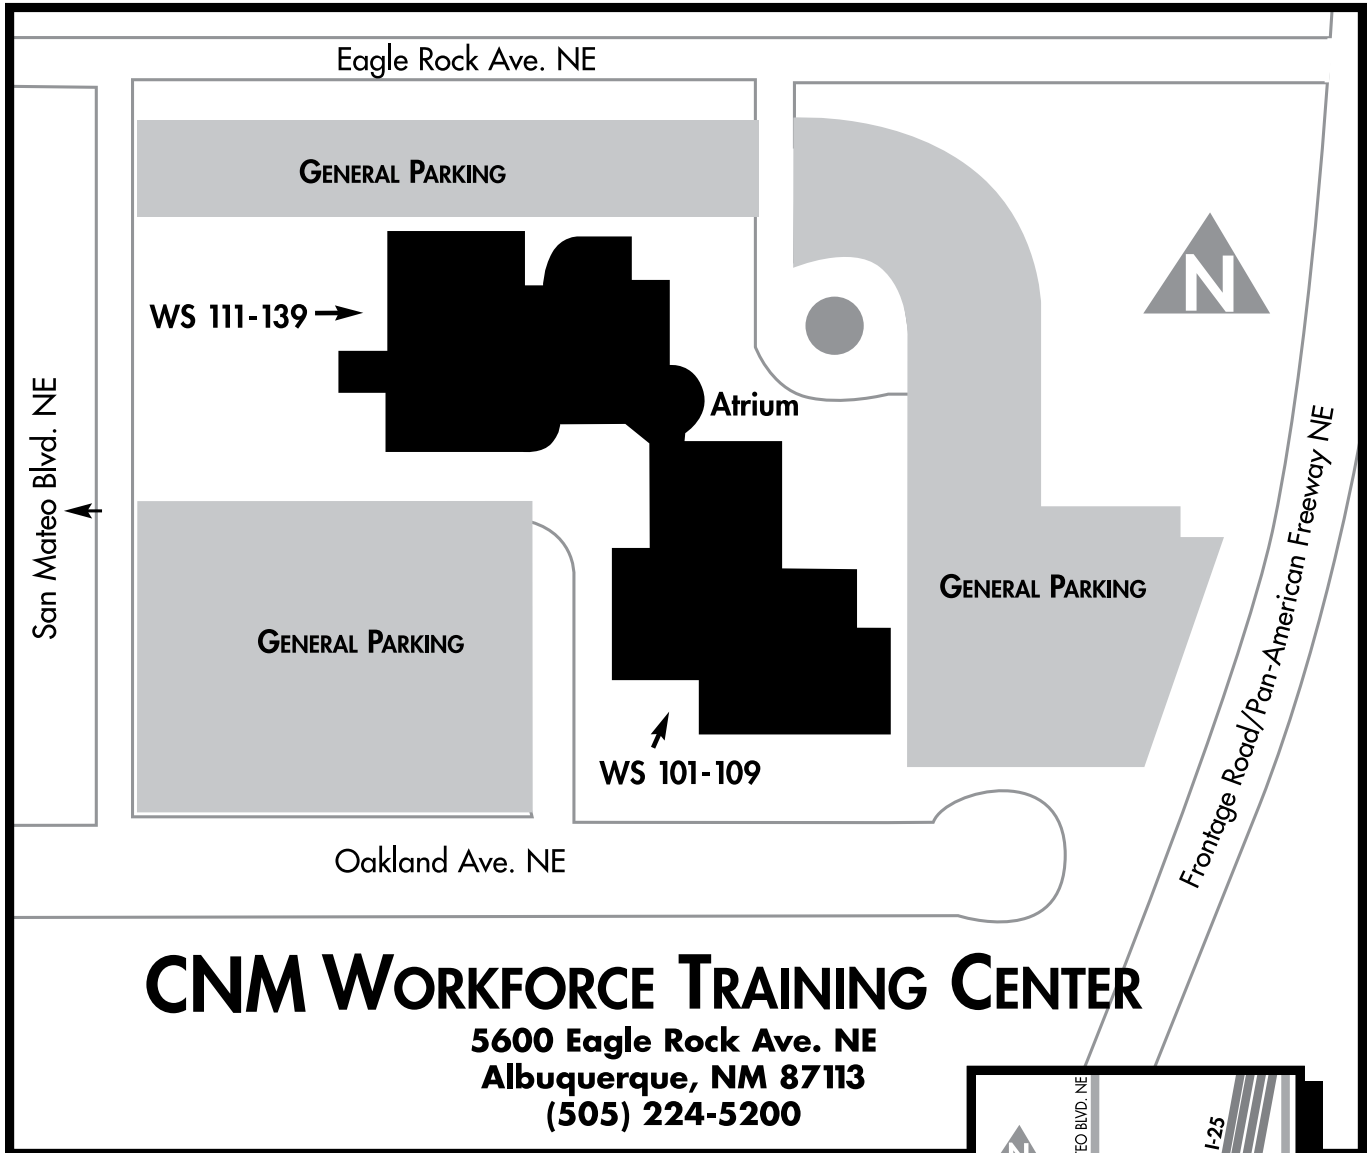 Eagle Rock Ave. NE
GENERAL PARKING
N
WS 111-139
Atrium
San Mateo Blvd. NE
GENERAL PARKING
GENERAL PARKING
Frontage Road/Pan-American Freeway NE
WS 101-109
Oakland Ave. NE
CNM WORKFORCE TRAINING CENTER
5600 Eagle Rock Ave. NE
Albuquerque, NM 87113
(505) 224-5200
N
BLVD. NE
I-25